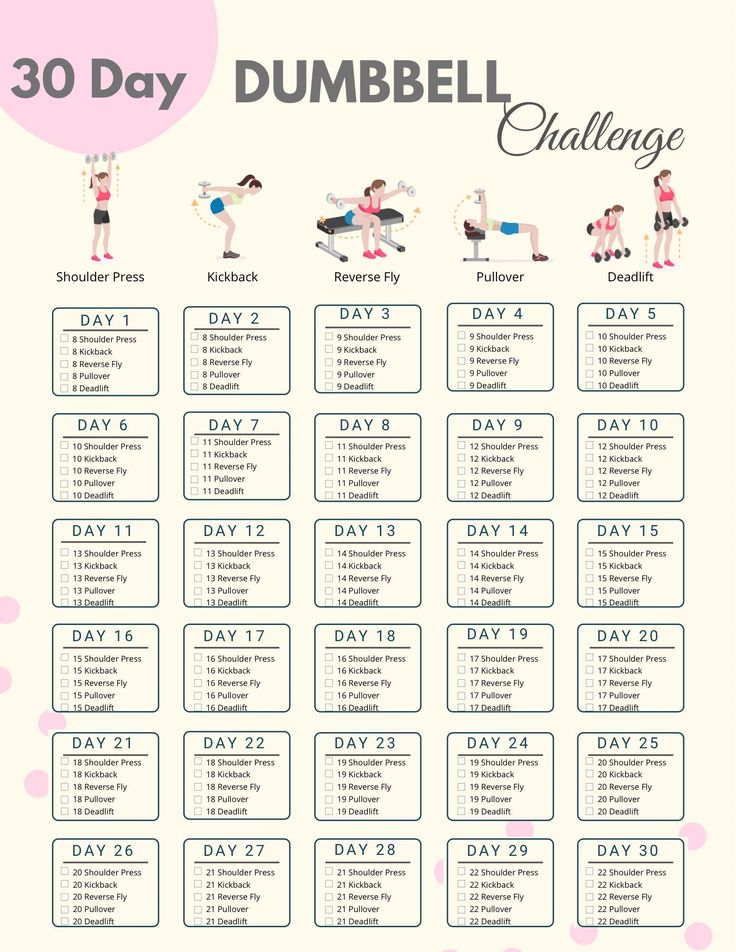 30 Day DUMBBELL
Challenge
Shoulder Press Kickback Reverse Fly Pullover Deadlift
DAY 1
8 Shoulder Press
8 Kickback
8 Reverse Fly
8 Pullover
8 Deadlift
DAY 2
8 Shoulder Press
8 Kickback
8 Reverse Fly
8 Pullover
8 Deadlift
DAY 3
9 Shoulder Press
9 Kickback
9 Reverse Fly
9 Pullover
9 Deadlift
DAY 4
9 Shoulder Press
9 Kickback
9 Reverse Fly
9 Pullover
9 Deadlift
DAY 5
10 Shoulder Press
10 Kickback
10 Reverse Fly
10 Pullover
10 Deadlift
DAY 6
10 Shoulder Press
10 Kickback
10 Reverse Fly
10 Pullover
10 Deadlift
DAY 7
11 Shoulder Press
11 Kickback
11 Reverse Fly
11 Pullover
11 Deadlift
DAY 8
11 Shoulder Press
11 Kickback
11 Reverse Fly
11 Pullover
11 Deadlift
DAY 9
12 Shoulder Press
12 Kickback
12 Reverse Fly
12 Pullover
12 Deadlift
DAY 10
12 Shoulder Press
12 Kickback
12 Reverse Fly
12 Pullover
12 Deadlift
DAY 11
13 Shoulder Press
13 Kickback
13 Reverse Fly
13 Pullover
13 Deadlift
DAY 12
13 Shoulder Press
13 Kickback
13 Reverse Fly
13 Pullover
13 Deadlift
DAY 13
14 Shoulder Press
14 Kickback
14 Reverse Fly
14 Pullover
14 Deadlift
DAY 14
14 Shoulder Press
14 Kickback
14 Reverse Fly
14 Pullover
14 Deadlift
DAY 15
15 Shoulder Press
15 Kickback
15 Reverse Fly
15 Pullover
15 Deadlift
DAY 16
15 Shoulder Press
15 Kickback
15 Reverse Fly
15 Pullover
15 Deadlift
DAY 17
16 Shoulder Press
16 Kickback
16 Reverse Fly
16 Pullover
16 Deadlift
DAY 18
16 Shoulder Press
16 Kickback
16 Reverse Fly
16 Pullover
16 Deadlift
DAY 19
17 Shoulder Press
17 Kickback
17 Reverse Fly
17 Pullover
17 Deadlift
DAY 20
17 Shoulder Press
17 Kickback
17 Reverse Fly
17 Pullover
17 Deadlift
DAY 21
18 Shoulder Press
18 Kickback
18 Reverse Fly
18 Pullover
18 Deadlift
DAY 22
18 Shoulder Press
18 Kickback
18 Reverse Fly
18 Pullover
18 Deadlift
DAY 23
19 Shoulder Press
19 Kickback
19 Reverse Fly
19 Pullover
19 Deadlift
DAY 24
19 Shoulder Press
19 Kickback
19 Reverse Fly
19 Pullover
19 Deadlift
DAY 25
20 Shoulder Press
20 Kickback
20 Reverse Fly
20 Pullover
20 Deadlift
DAY 26
20 Shoulder Press
20 Kickback
20 Reverse Fly
20 Pullover
20 Deadlift
DAY 27
21 Shoulder Press
21 Kickback
21 Reverse Fly
21 Pullover
21 Deadlift
DAY 28
21 Shoulder Press
21 Kickback
21 Reverse Fly
21 Pullover
21 Deadlift
DAY 29
22 Shoulder Press
22 Kickback
22 Reverse Fly
22 Pullover
22 Deadlift
DAY 30
22 Shoulder Press
22 Kickback
22 Reverse Fly
22 Pullover
22 Deadlift